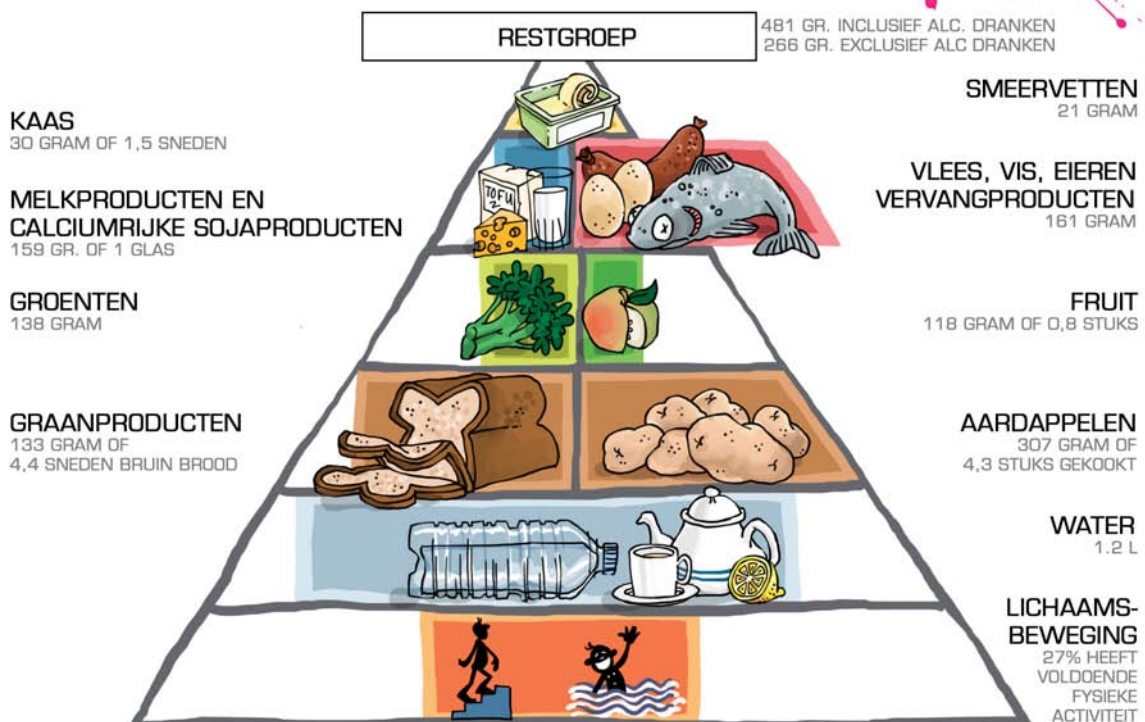 RESTGROEP
481 GR. INCLUSIEF ALC. DRANKEN
266 GR. EXCLUSIEF ALC DRANKEN
KAAS
30 GRAM OF 1,5 SNEDEN
MELKPRODUCTEN EN
CALCIUMRIJKE SOJAPRODUCTEN
159 GR. OF 1 GLAS
GROENTEN
138 GRAM
GRAANPRODUCTEN
133 GRAM OF
4,4 SNEDEN BRUIN BROOD
TOFU
SMEERVETTEN
21 GRAM
VLEES, VIS, EIEREN
VERVANGPRODUCTEN
161 GRAM
FRUIT
118 GRAM OF 0,8 STUKS
AARDAPPELEN
307 GRAM OF
4,3 STUKS GEKOOKT
WATER
1.2 L
LICHAAMS-
BEWEGING
27% HEEFT
VOLDOENDE
FYSIEKE
ACTIVITEIT